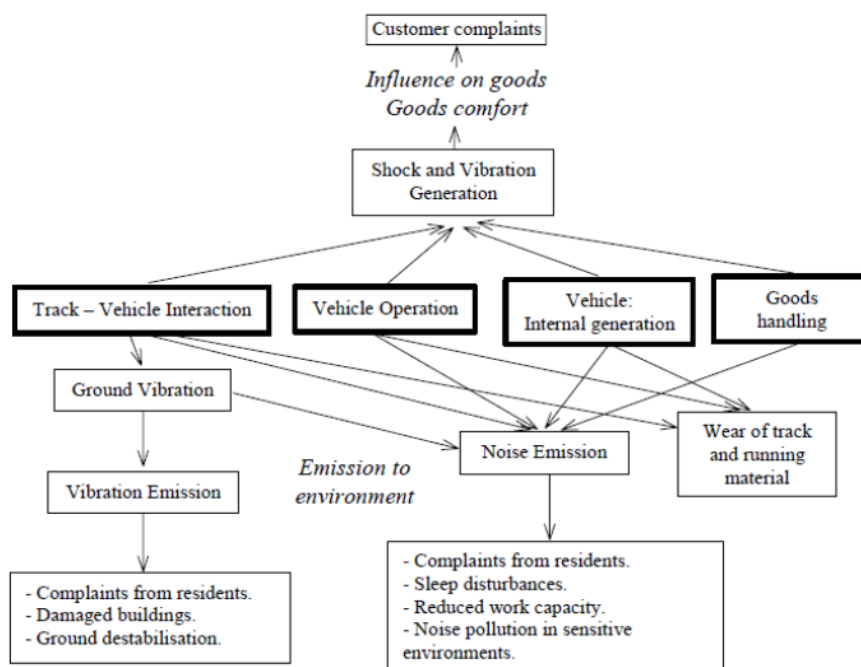 Customer complaints
Influence on goods
Goods comfort
Shock and Vibration
Generation
Track – Vehicle Interaction
Vehicle Operation
Vehicle:
Internal generation
Goods
handling
Ground Vibration
Wear of track
and running
material
Noise Emission
Emission to
environment
Vibration Emission
- Complaints from residents.
- Damaged buildings.
- Ground destabilisation.
- Complaints from residents.
- Sleep disturbances.
- Reduced work capacity.
- Noise pollution in sensitive
environments.